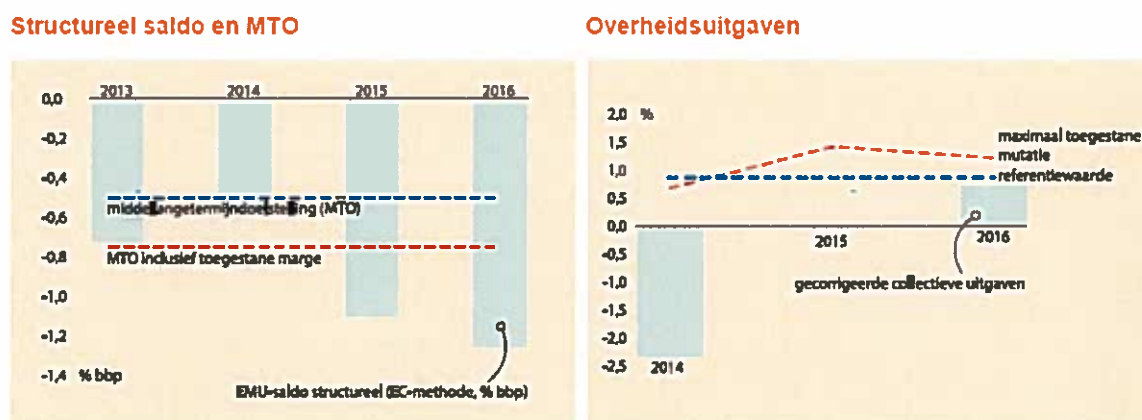 Structureel saldo en MTO
2013 2014 2015 2016
0,0
-0,2
-0,4
-0,6
-0,8
-1,0
-1,2
-1,4 % bbp
middellangetermijndoelstelling (MTO)
MTO inclusief toegestane marge
EMU-saldo structureel (EC-methode, % bbp)
Overheidsuitgaven
2,0 %
1,5
1,0
0,5
0,0
-0,5
-1,0
-1,5
-2,0
-2,5
maximaal toegestane
mutatie
referentiewaarde
2015
2016
gecorrigeerde collectieve uitgaven
2014